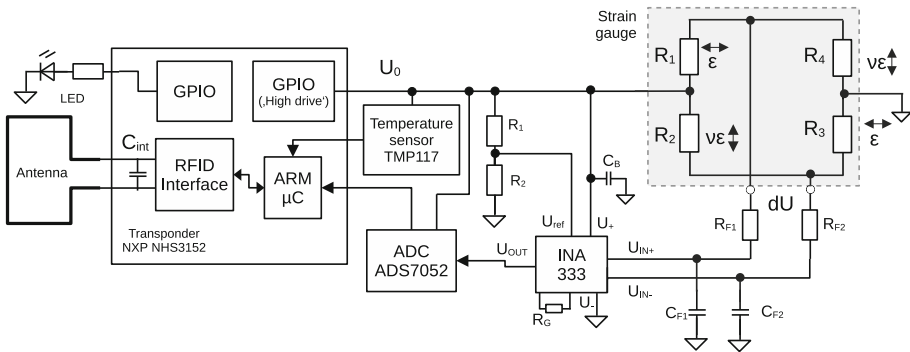 Strain
gauge
R1
ε
R4
νε
U0
GPIO
GPIO
(‚High drive')
LED
Temperature
sensor
TMP117
R1
R2
νε
R3
ε
Cint
Antenna
RFID
Interface
ARM
µC
R2
CB
dU
RF1
RF2
Uref
U+
Transponder
NXP NHS3152
ADC
ADS7052
UOUT
INA
333
UIN+
UIN-
U-
RG
CF1
CF2